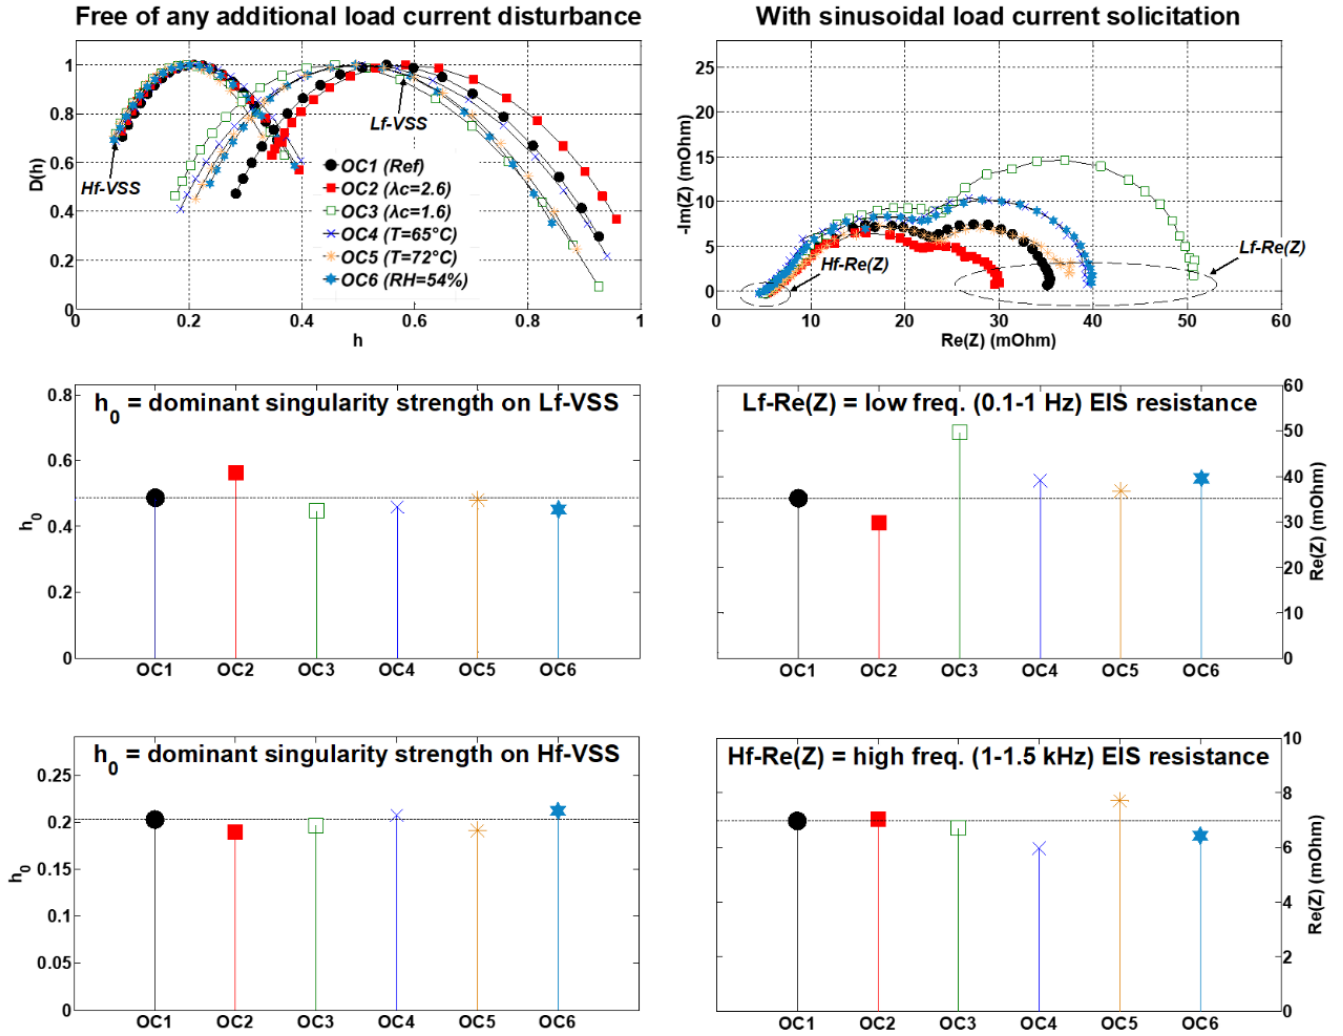 Free of any additional load current disturbance
With sinusoidal load current solicitation
D(h)
1
0.8
0.6
0.4
0.2
0
0
0.2
0.4
0.6
0.8
1
h
Hf-VSS
Lf-VSS
OC1 (Ref)
OC2 (λc=2.6)
OC3 (λc=1.6)
OC4 (T=65°C)
OC5 (T=72°C)
OC6 (RH=54%)
-Im(Z) (mOhm)
25
20
15
10
5
0
0
10
20
30
40
50
60
Re(Z) (mOhm)
Hf-Re(Z)
Lf-Re(Z)
h0 = dominant singularity strength on Lf-VSS
h0
0.8
0.6
0.4
0.2
0
OC1 OC2 OC3 OC4 OC5 OC6
Lf-Re(Z) = low freq. (0.1-1 Hz) EIS resistance
60
50
40
30
20
10
0
Re(Z) (mOhm)
OC1 OC2 OC3 OC4 OC5 OC6
h0 = dominant singularity strength on Hf-VSS
h0
0.25
0.2
0.15
0.1
0.05
0
OC1 OC2 OC3 OC4 OC5 OC6
Hf-Re(Z) = high freq. (1-1.5 kHz) EIS resistance
10
8
6
4
2
0
Re(Z) (mOhm)
OC1 OC2 OC3 OC4 OC5 OC6